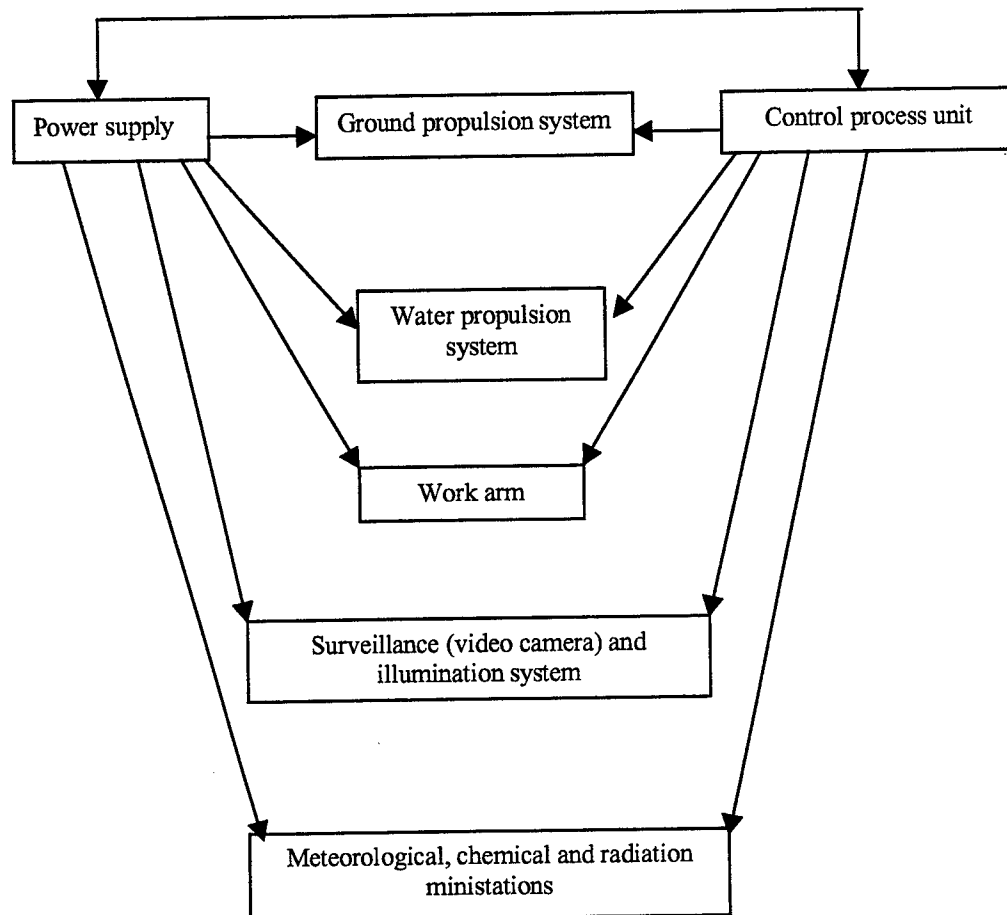 Power supply
Ground propulsion system
Control process unit
Water propulsion
system
Work arm
Surveillance (video camera) and
illumination system
Meteorological, chemical and radiation
ministations